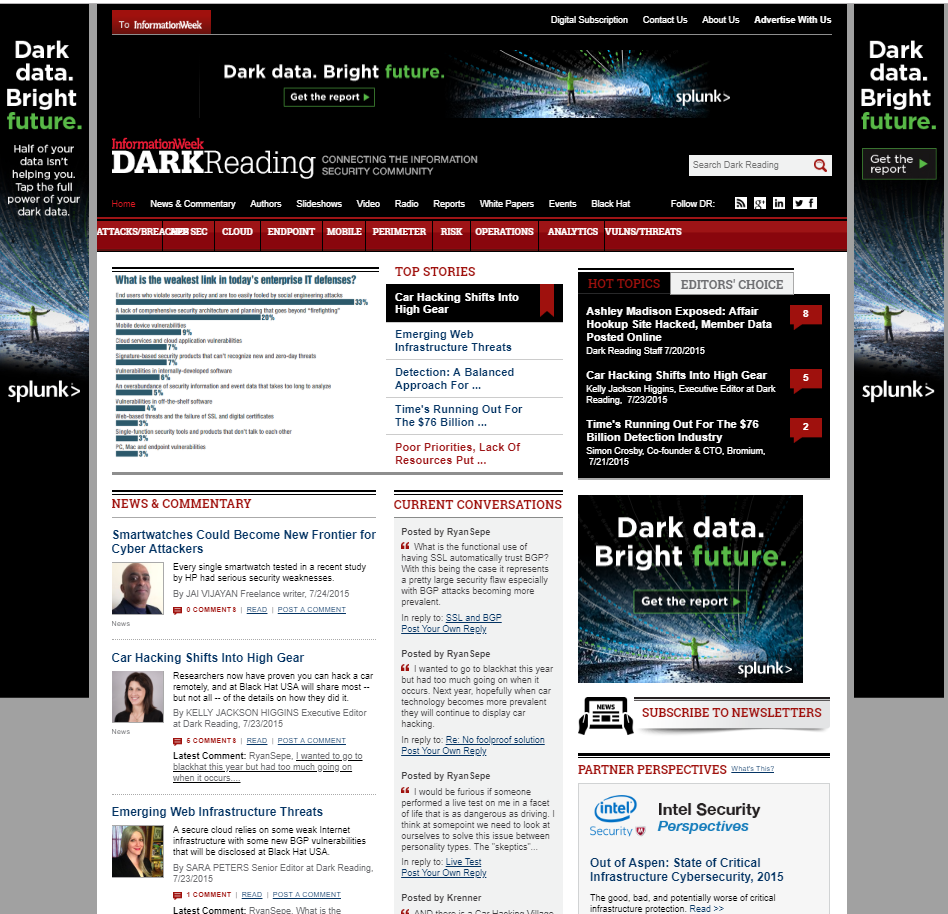 Dark
data.
Bright
future.
Half of your
data isn't
helping you.
Tap the full
power of your
dark data.
splunk>
To InformationWeek
Digital Subscription
Contact Us
About Us
Advertise With Us
Dark data. Bright future.
Get the report
splunk>
InformationWeek
DARKReading
CONNECTING THE INFORMATION
SECURITY COMMUNITY
Search Dark Reading
Home
News & Commentary
Authors
Slideshows
Video
Radio
Reports
White Papers
Events
Black Hat
Follow DR:
ATTACKS/BREACHES
APP SEC
CLOUD
ENDPOINT
MOBILE
PERIMETER
RISK
OPERATIONS
ANALYTICS
VULNS/THREATS
What is the weakest link in today's enterprise IT defenses?
End users who violate security policy and are too easily fooled by social engineering attacks
33%
A lack of comprehensive security architecture and planning that goes beyond "firefighting"
20%
Mobile device vulnerabilities
9%
Cloud services and cloud application vulnerabilities
7%
Signature-based security products that can't recognize new and zero-day threats
7%
Vulnerabilities in internally-developed software
6%
An overabundance of security information and event data that takes too long to analyze
5%
Vulnerabilities in off-the-shelf software
4%
Web-based threats and the failure of SSL and digital certificates
3%
Single-function security tools and products that don't talk to each other
3%
PC, Mac and endpoint vulnerabilities
3%
TOP STORIES
Car Hacking Shifts Into
High Gear
Emerging Web
Infrastructure Threats
Detection: A Balanced
Approach For ...
Time's Running Out For
The $76 Billion ...
Poor Priorities, Lack Of
Resources Put ...
HOT TOPICS
EDITORS' CHOICE
Ashley Madison Exposed: Affair
Hookup Site Hacked, Member Data
Posted Online
Dark Reading Staff 7/20/2015
8
Car Hacking Shifts Into High Gear
Kelly Jackson Higgins, Executive Editor at Dark
Reading, 7/23/2015
5
Time's Running Out For The $76
Billion Detection Industry
Simon Crosby, Co-founder & CTO, Bromium,
7/21/2015
2
NEWS & COMMENTARY
Smartwatches Could Become New Frontier for
Cyber Attackers
Every single smartwatch tested in a recent study
by HP had serious security weaknesses.
By JAI VIJAYAN Freelance writer, 7/24/2015
0 COMMENTS | READ | POST A COMMENT
News
Car Hacking Shifts Into High Gear
Researchers now have proven you can hack a car
remotely, and at Black Hat USA will share most --
but not all -- of the details on how they did it.
By KELLY JACKSON HIGGINS Executive Editor
at Dark Reading, 7/23/2015
5 COMMENTS | READ | POST A COMMENT
News
Latest Comment: RyanSepe, I wanted to go to
blackhat this year but had too much going on
when it occurs....
Emerging Web Infrastructure Threats
A secure cloud relies on some weak Internet
infrastructure with some new BGP vulnerabilities
that will be disclosed at Black Hat USA.
By SARA PETERS Senior Editor at Dark Reading,
7/23/2015
1 COMMENT | READ | POST A COMMENT
Latest Comment: RyanSepe, What is the
CURRENT CONVERSATIONS
Posted by RyanSepe
What is the functional use of
having SSL automatically trust BGP?
With this being the case it represents
a pretty large security flaw especially
with BGP attacks becoming more
prevalent.
In reply to: SSL and BGP
Post Your Own Reply
Posted by RyanSepe
I wanted to go to blackhat this year
but had too much going on when it
occurs. Next year, hopefully when car
technology becomes more prevalent
they will continue to display car
hacking.
In reply to: Re: No foolproof solution
Post Your Own Reply
Posted by RyanSepe
I would be furious if someone
performed a live test on me in a facet
of life that is as dangerous as driving. I
think at somepoint we need to look at
ourselves to solve this issue between
personality types. The "skeptics"...
In reply to: Live Test
Post Your Own Reply
Posted by Krenner
AND there is a Car Hacking Village
Dark data.
Bright future.
Get the report
splunk>
NEWS
SUBSCRIBE TO NEWSLETTERS
PARTNER PERSPECTIVES What's This?
intel
Security
Intel Security
Perspectives
Out of Aspen: State of Critical
Infrastructure Cybersecurity, 2015
The good, bad, and potentially worse of critical
infrastructure protection. Read >>
Dark
data.
Bright
future.
Get the
report
splunk>